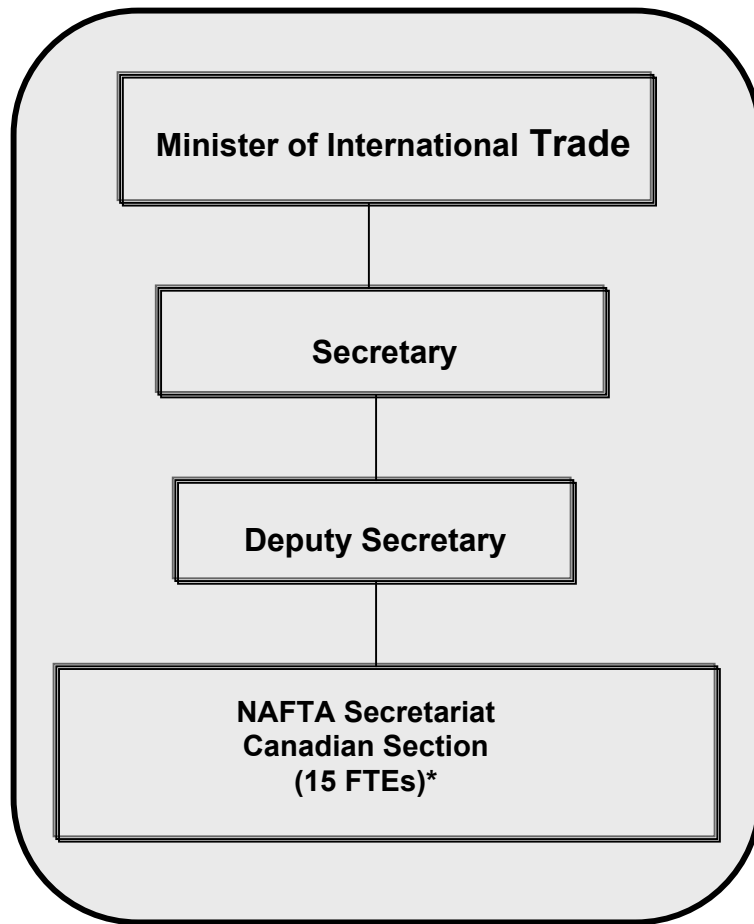 Minister of International Trade
Secretary
Deputy Secretary
NAFTA Secretariat
Canadian Section
(15 FTEs)*